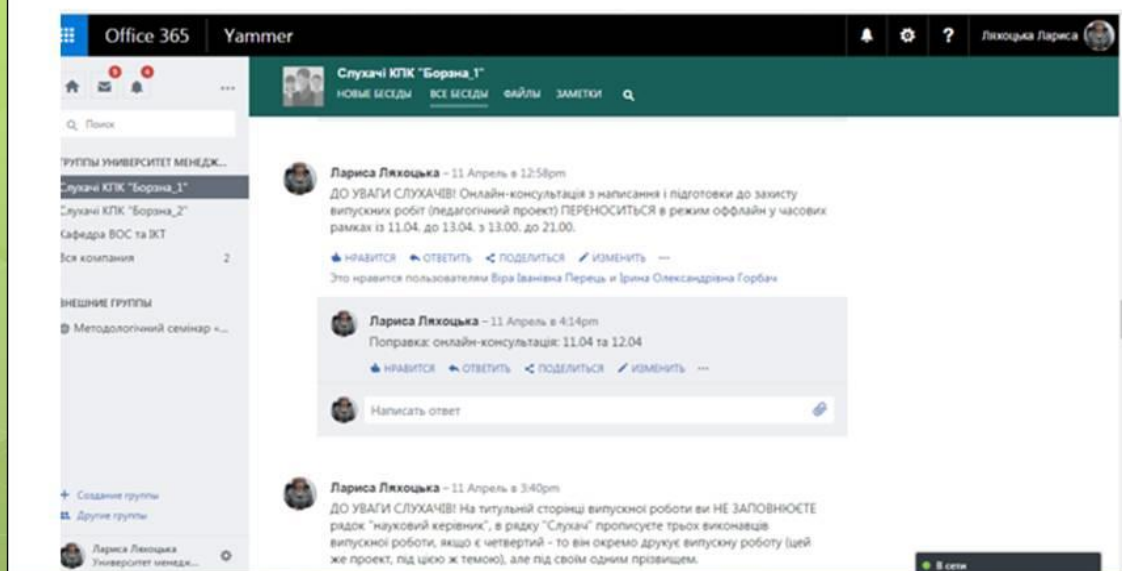 Office 365 Yammer ? Ляхоцька Лариса
5 4 ...
Слухачі КПК "Борзна_1"
НОВЫЕ БЕСЕДЫ ВСЕ БЕСЕДЫ ФАЙЛЫ ЗАМЕТКИ
Поиск
ГРУППЫ УНИВЕРСИТЕТ МЕНЕДЖ...
Слухачі КПК "Борзна_1"
Слухачі КПК "Борзна_2"
Кафедра ВОС та ІКТ
Вся компания 2
ВНЕШНИЕ ГРУППЫ
Методологічний семінар «...
+ Создание группы
Другие группы
Лариса Ляхоцька
Университет менедж...
Лариса Ляхоцька – 11 Апрель в 12:58pm
ДО УВАГИ СЛУХАЧІВ! Онлайн-консультація з написання і підготовки до захисту
випускних робіт (педагогічний проект) ПЕРЕНОСИТЬСЯ в режим оффлайн у часових
рамках із 11.04. до 13.04. з 13.00. до 21.00.
НРАВИТСЯ ОТВЕТИТЬ ПОДЕЛИТЬСЯ ИЗМЕНИТЬ ...
Это нравится пользователям Віра Іванівна Перець и Ірина Олександрівна Горбач
Лариса Ляхоцька – 11 Апрель в 4:14pm
Поправка: онлайн-консультація: 11.04 та 12.04
НРАВИТСЯ ОТВЕТИТЬ ПОДЕЛИТЬСЯ ИЗМЕНИТЬ ...
Написать ответ
Лариса Ляхоцька – 11 Апрель в 3:40pm
ДО УВАГИ СЛУХАЧІВ! На титульній сторінці випускної роботи ви НЕ ЗАПОВНЮЄТЕ
рядок "науковий керівник", в рядку "Слухач" прописуєте трьох виконавців
випускної роботи, якщо є четвертий - то він окремо друкує випускну роботу (цей
же проект, під цією ж темою), але під своїм одним прізвищем.
В сети